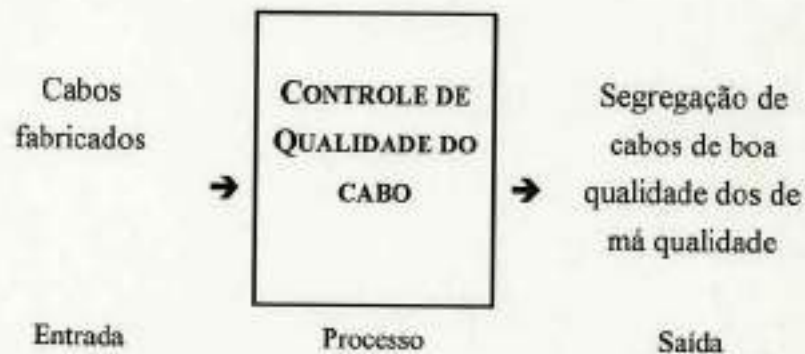 Cabos
fabricados
➔
CONTROLE DE
QUALIDADE DO
CABO
➔
Segregação de
cabos de boa
qualidade dos de
má qualidade
Entrada
Processo
Saída